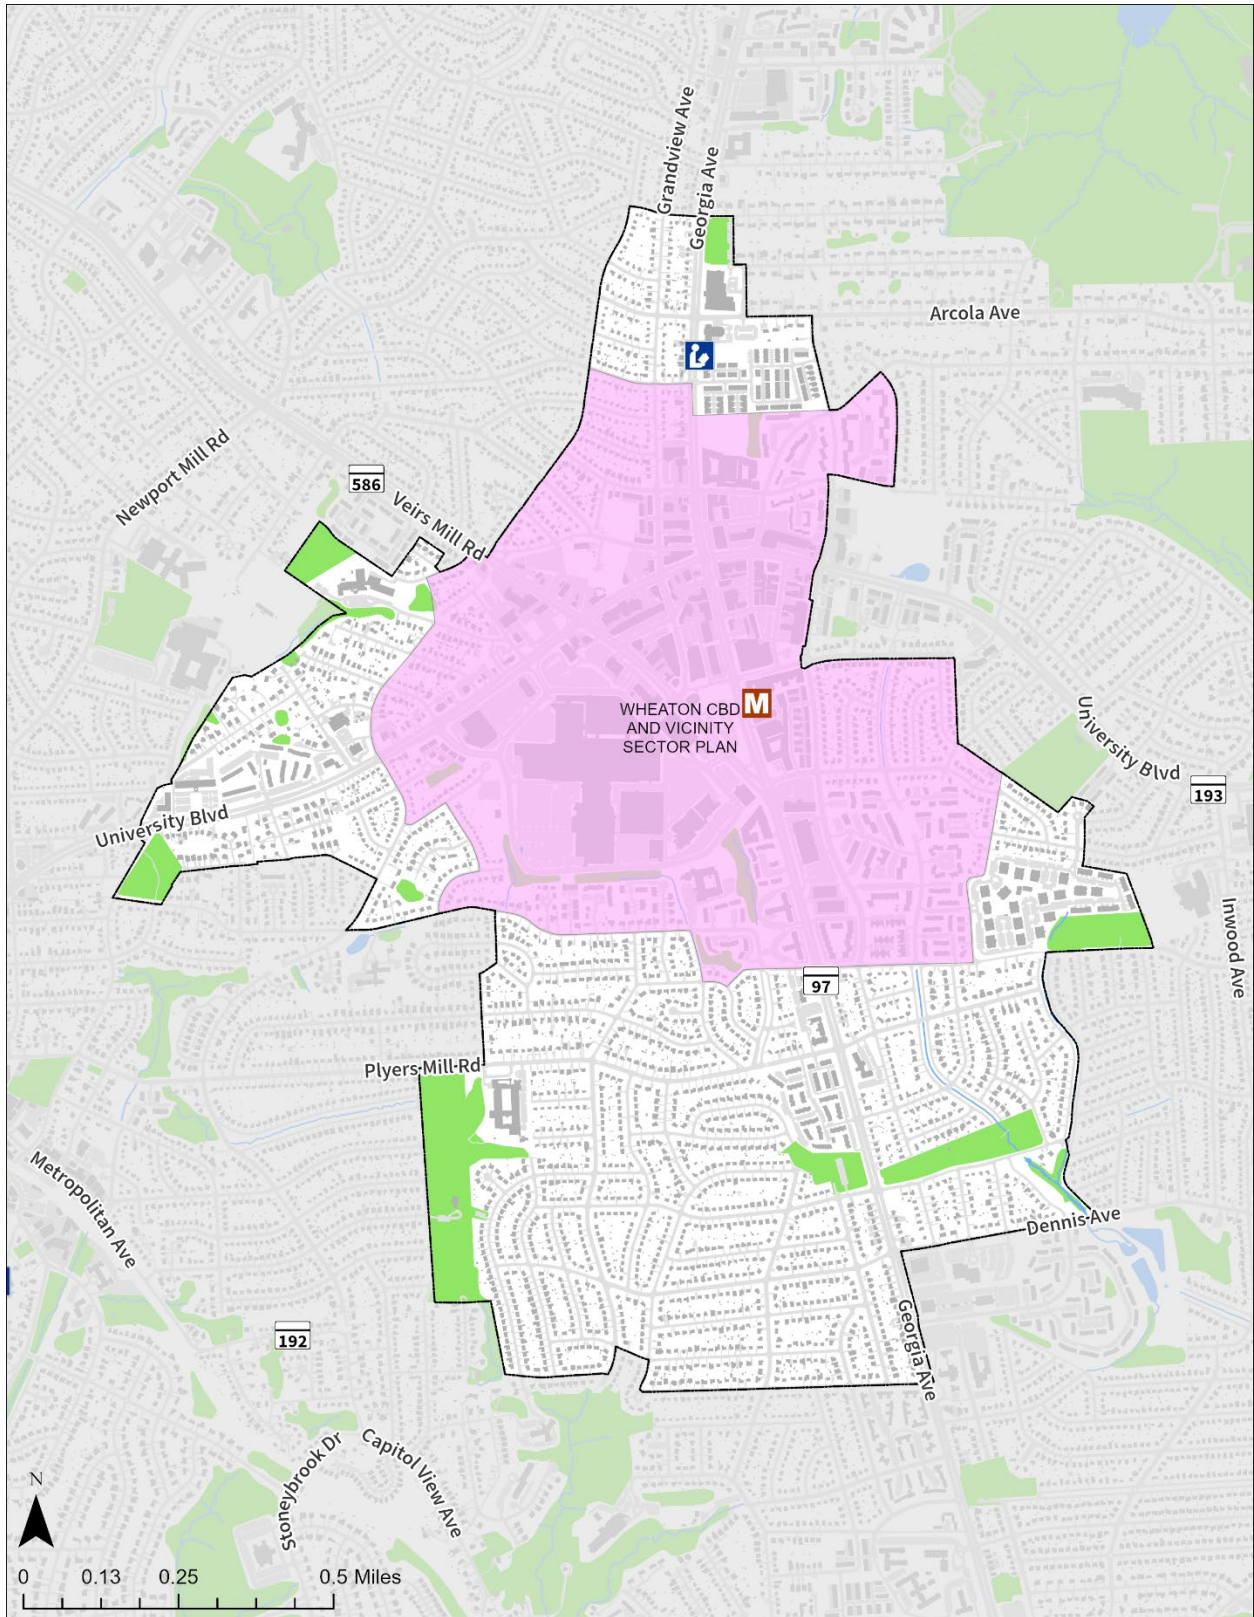 Grandview Ave
Georgia Ave
Arcola Ave
Newport Mill Rd
586
Veirs Mill Rd
WHEATON CBD
AND VICINITY
SECTOR PLAN
M
University Blvd
193
University Blvd
Inwood Ave
97
Plyers Mill Rd
Metropolitan Ave
Dennis Ave
Georgia Ave
192
Stoneybrook Dr
Capitol View Ave
N
0 0.13 0.25 0.5 Miles